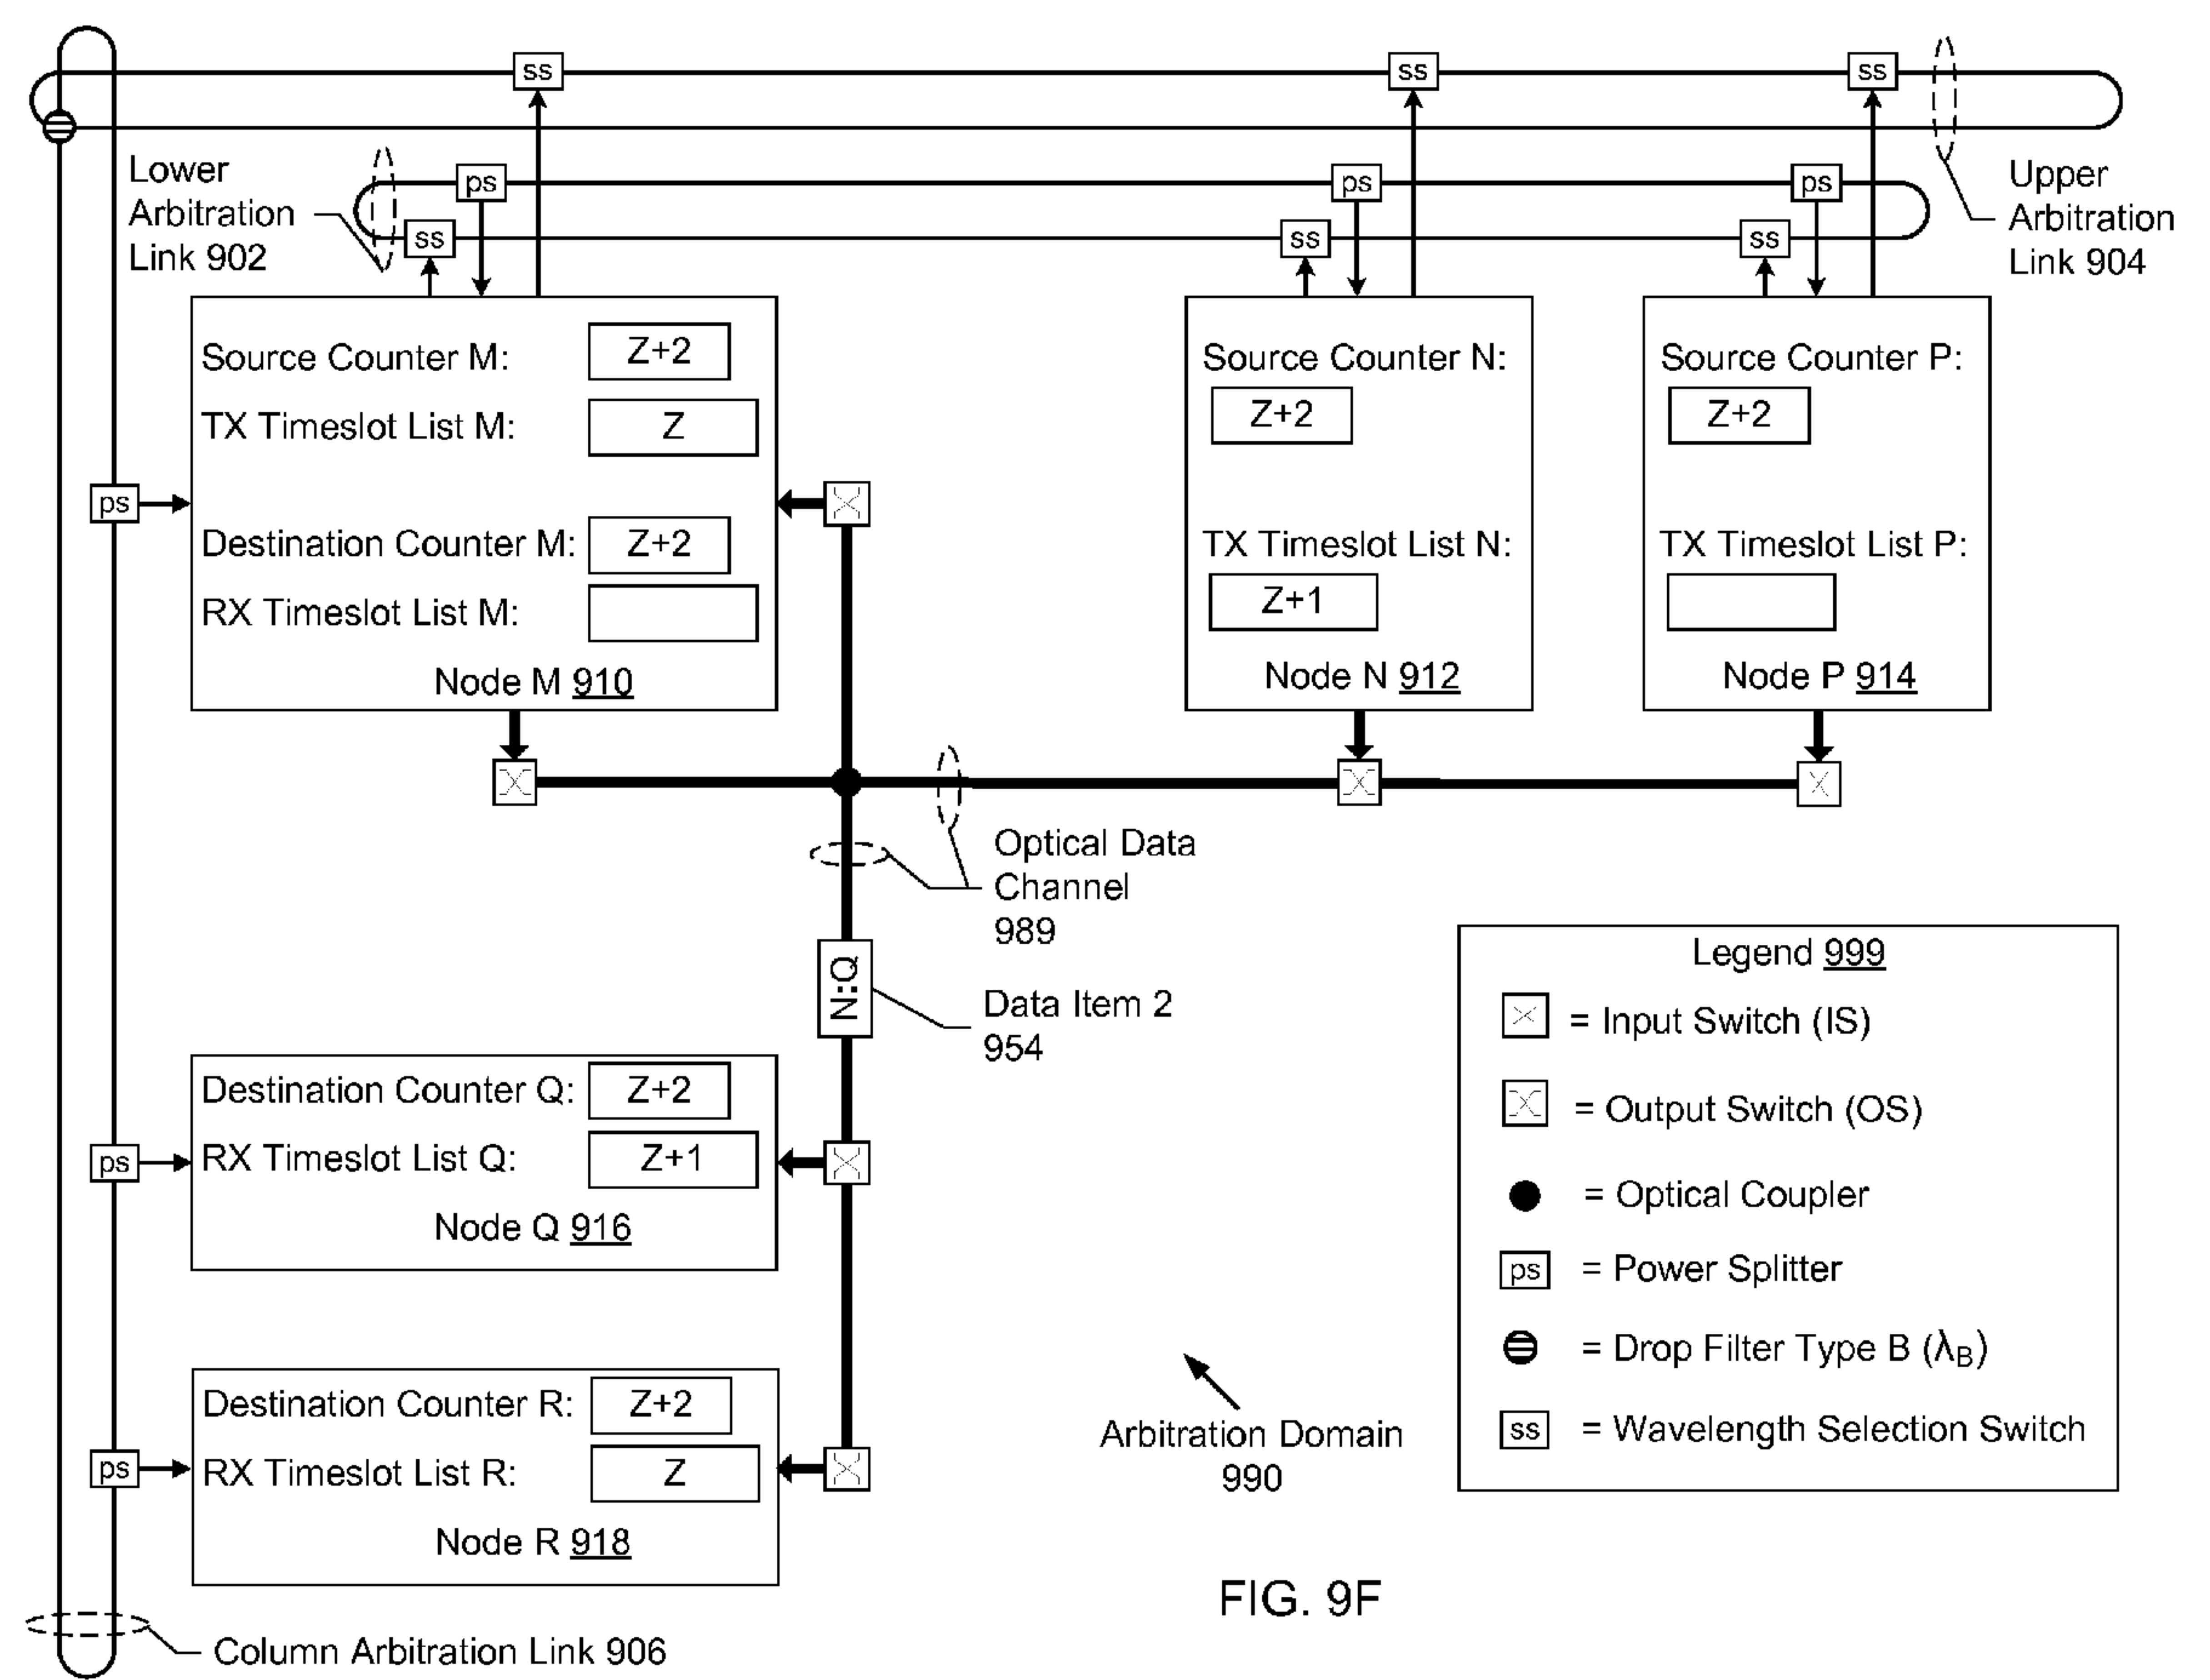 ss
ss
ss
Lower
Arbitration
Link 902
ps
ps
ps
ss
ss
ss
Upper
Arbitration
Link 904
Source Counter M: Z+2
TX Timeslot List M: Z
Destination Counter M: Z+2
RX Timeslot List M:
Node M 910
ps
Source Counter N:
Z+2
TX Timeslot List N:
Z+1
Node N 912
Source Counter P:
Z+2
TX Timeslot List P:
Node P 914
Optical Data
Channel
989
N:Q
Data Item 2
954
Destination Counter Q: Z+2
RX Timeslot List Q: Z+1
Node Q 916
ps
Destination Counter R: Z+2
RX Timeslot List R: Z
Node R 918
ps
Arbitration Domain
990
Legend 999
= Input Switch (IS)
= Output Switch (OS)
= Optical Coupler
ps = Power Splitter
= Drop Filter Type B (λB)
ss = Wavelength Selection Switch
FIG. 9F
Column Arbitration Link 906